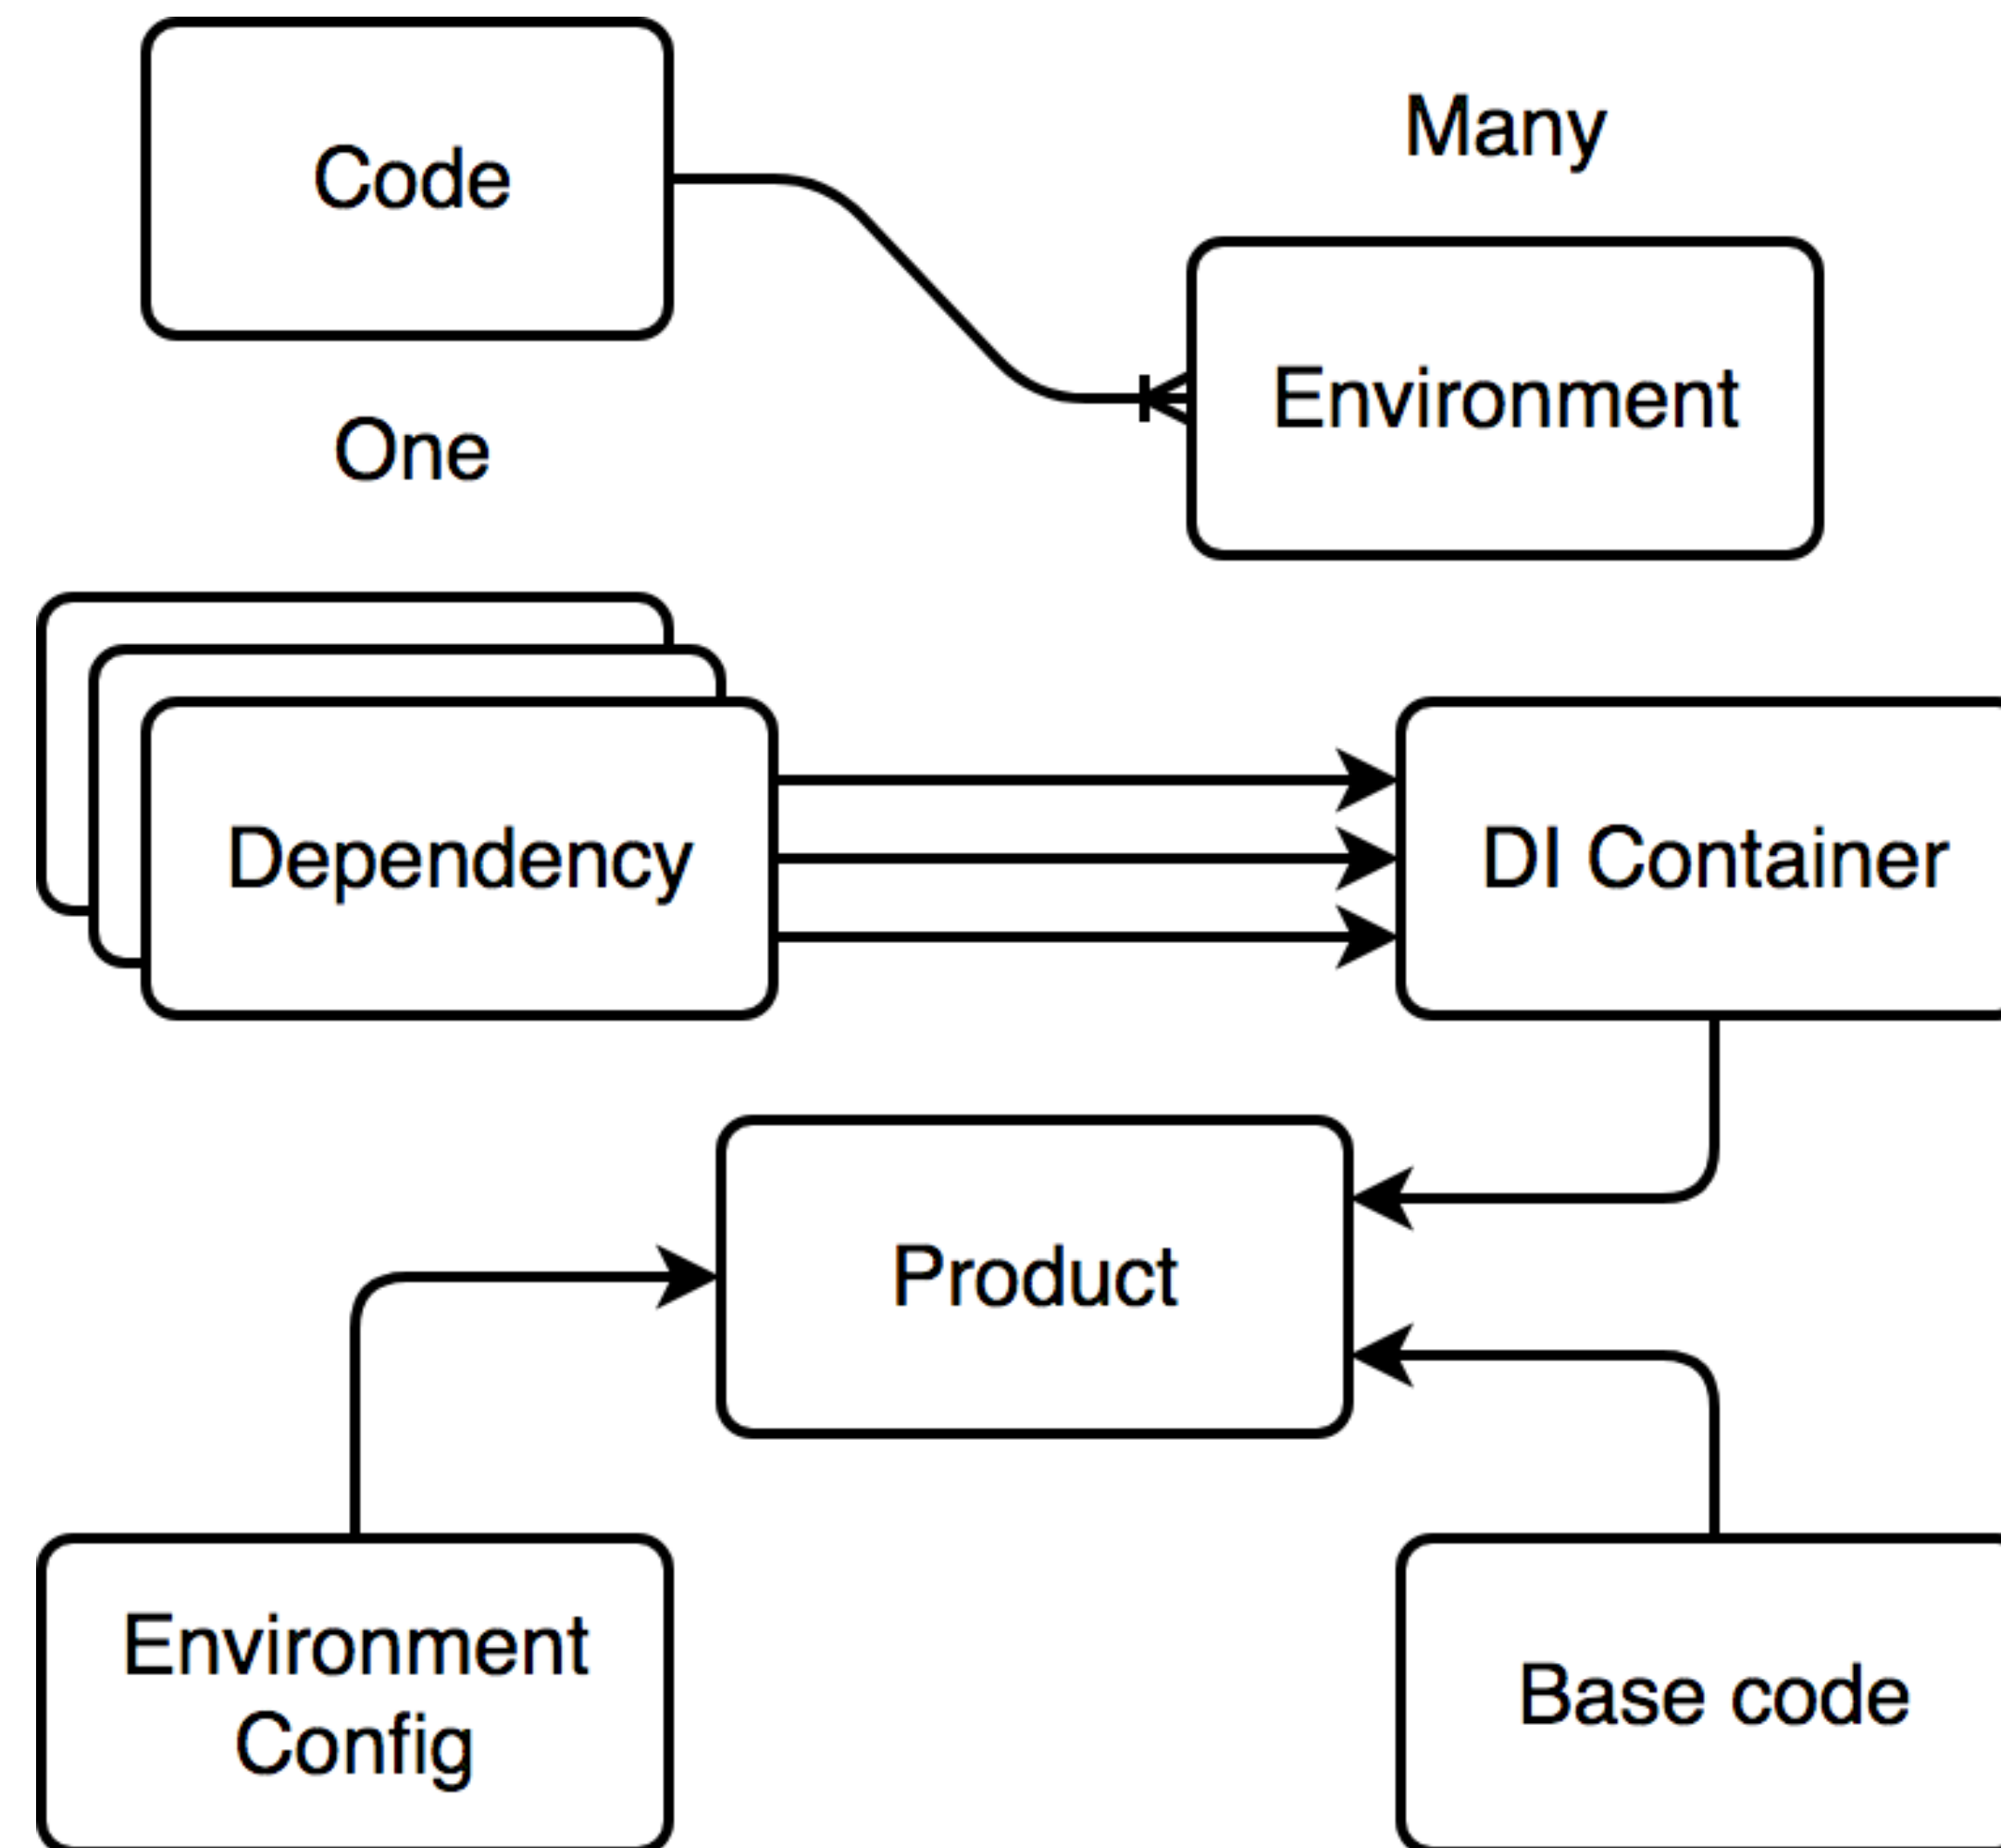 Code
Many
Environment
One
Dependency
DI Container
Product
Environment
Config
Base code